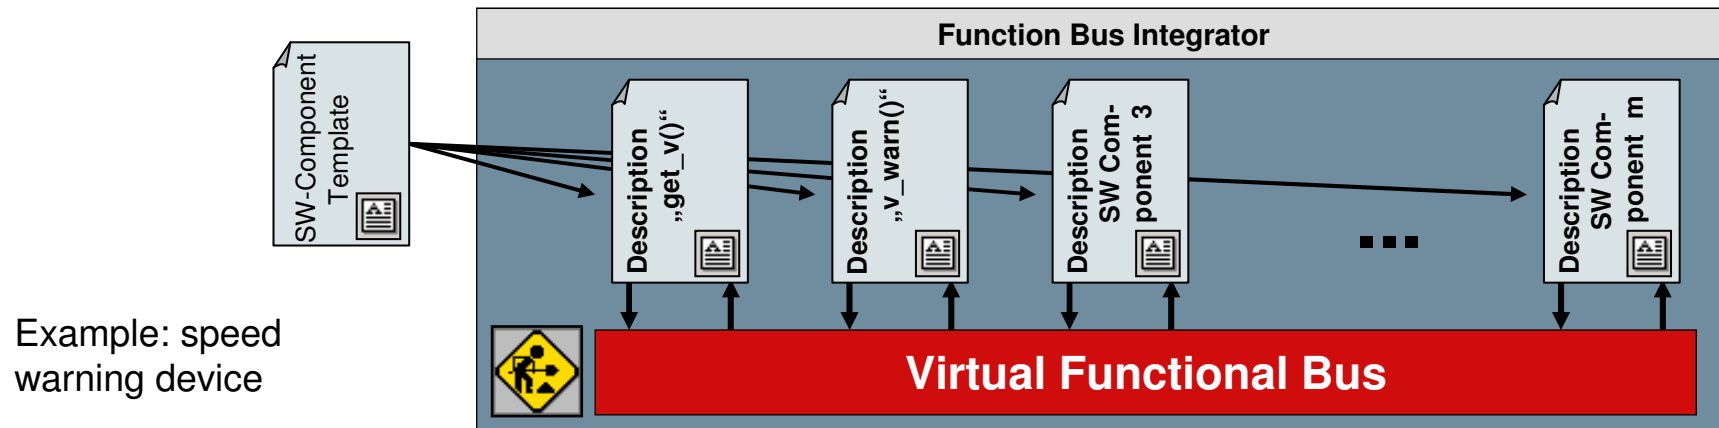 Function Bus Integrator
SW-Component
Template
Description
„get_v()“
Description
„v_warn()“
Description
SW Com-
ponent 3
...
Description
SW Com-
ponent m
Example: speed
warning device
Virtual Functional Bus